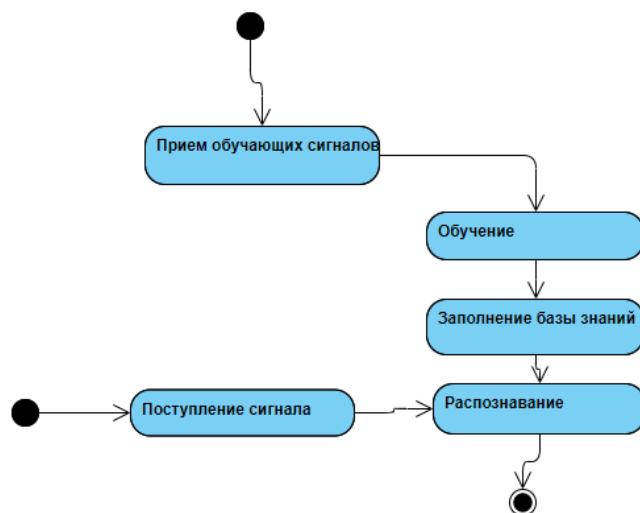 Прием обучающих сигналов
Обучение
Заполнение базы знаний
Поступление сигнала
Распознавание